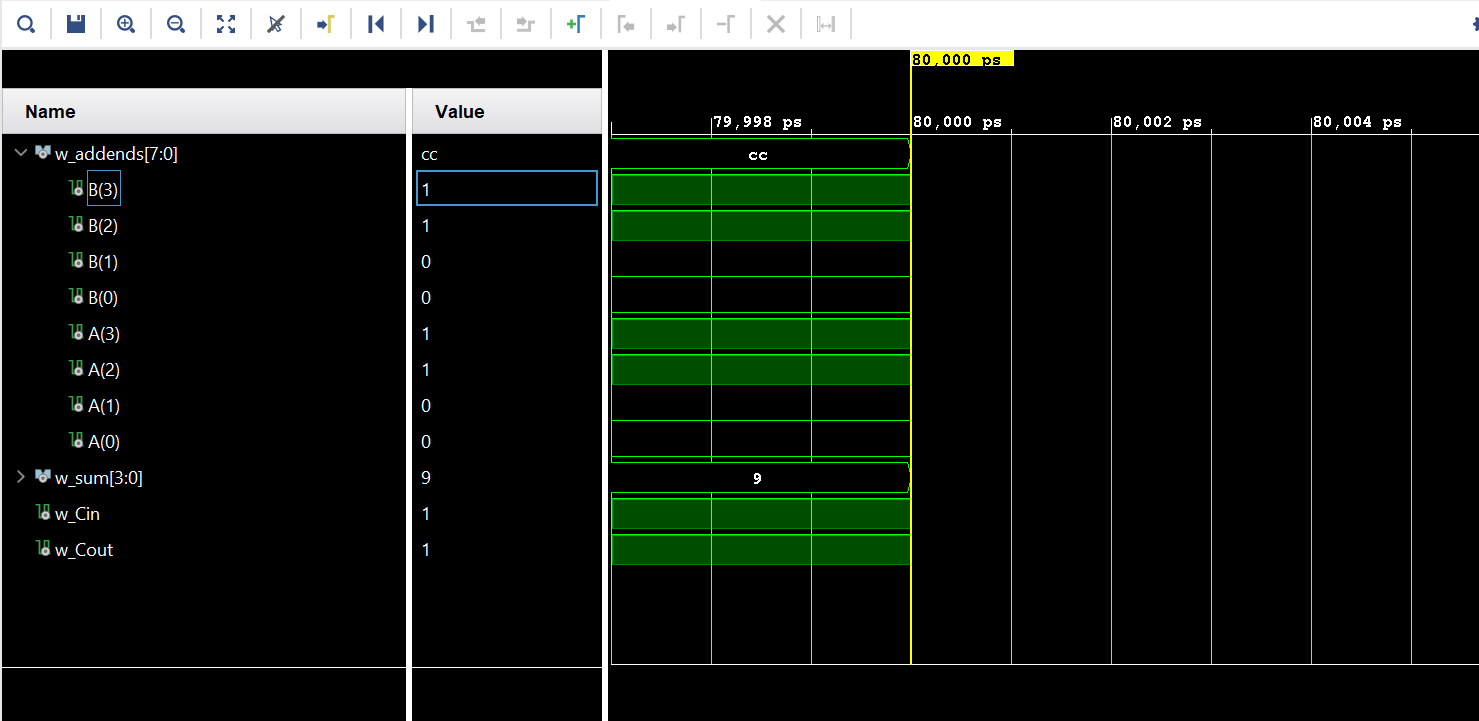 80,000 ps
Name Value
79,998 ps 80,000 ps 80,002 ps 80,004 ps
w_addends[7:0] cc cc
B(3) 1
B(2) 1
B(1) 0
B(0) 0
A(3) 1
A(2) 1
A(1) 0
A(0) 0
w_sum[3:0] 9 9
w_Cin 1
w_Cout 1